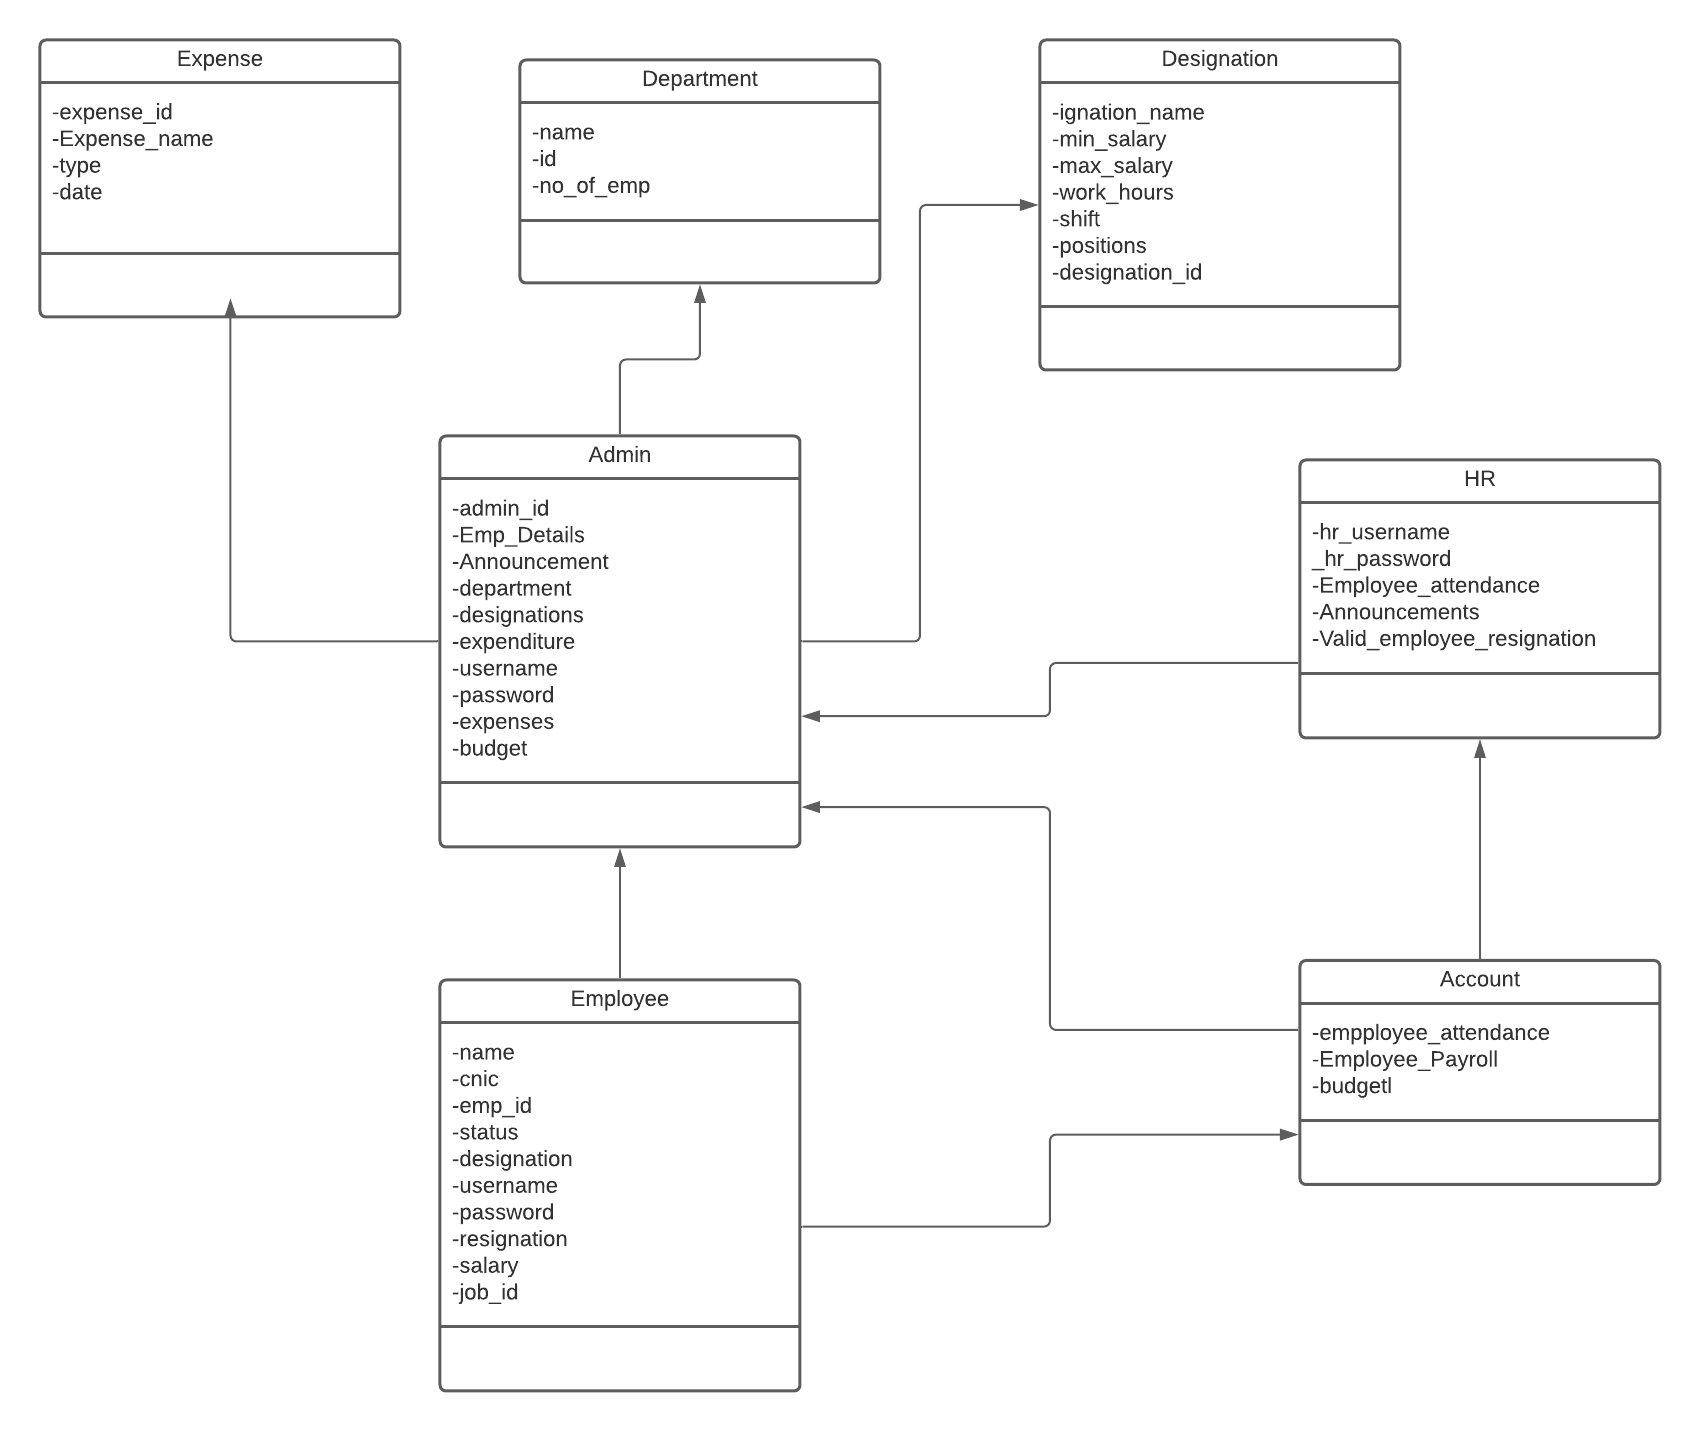 Expense
-expense_id
-Expense_name
-type
-date
Department
-name
-id
-no_of_emp
Designation
-ignation_name
-min_salary
-max_salary
-work_hours
-shift
-positions
-designation_id
Admin
-admin_id
-Emp_Details
-Announcement
-department
-designations
-expenditure
-username
-password
-expenses
-budget
HR
-hr_username
_hr_password
-Employee_attendance
-Announcements
-Valid_employee_resignation
Employee
-name
-cnic
-emp_id
-status
-designation
-username
-password
-resignation
-salary
-job_id
Account
-empployee_attendance
-Employee_Payroll
-budgetl